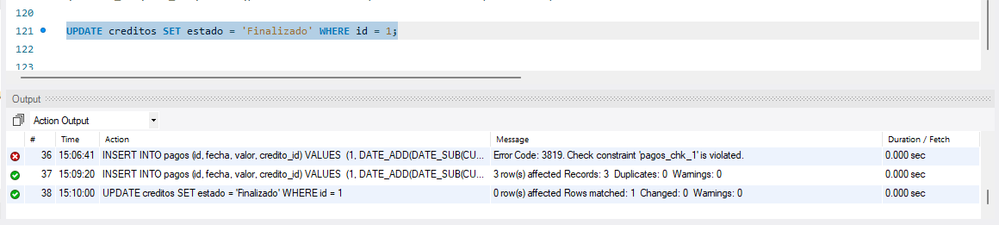 120
121 UPDATE creditos SET estado = 'Finalizado' WHERE id = 1;
122
123
Output
Action Output
# Time Action Message Duration / Fetch
36 15:06:41 INSERT INTO pagos (id, fecha, valor, credito_id) VALUES (1, DATE_ADD(DATE_SUB(CU... Error Code: 3819. Check constraint 'pagos_chk_1' is violated. 0.000 sec
37 15:09:20 INSERT INTO pagos (id, fecha, valor, credito_id) VALUES (1, DATE_ADD(DATE_SUB(CU... 3 row(s) affected Records: 3 Duplicates: 0 Warnings: 0 0.000 sec
38 15:10:00 UPDATE creditos SET estado = 'Finalizado' WHERE id = 1 0 row(s) affected Rows matched: 1 Changed: 0 Warnings: 0 0.000 sec